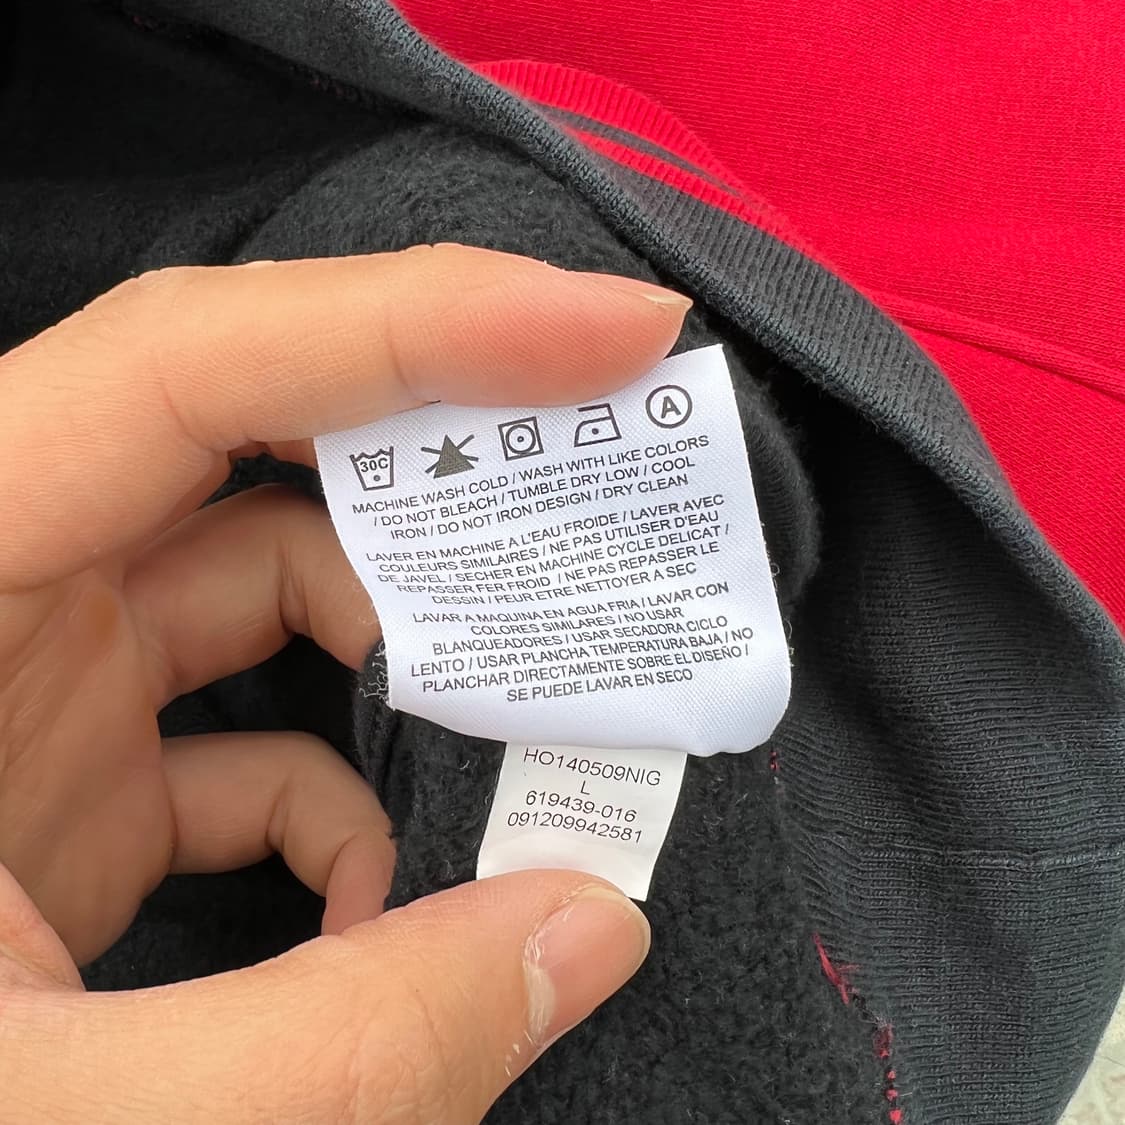 30C A
MACHINE WASH COLD / WASH WITH LIKE COLORS
/ DO NOT BLEACH / TUMBLE DRY LOW / COOL
IRON / DO NOT IRON DESIGN / DRY CLEAN
LAVER EN MACHINE A L'EAU FROIDE / LAVER AVEC
COULEURS SIMILAIRES / NE PAS UTILISER D'EAU
DE JAVEL / SECHER EN MACHINE CYCLE DELICAT /
REPASSER FER FROID / NE PAS REPASSER LE
DESSIN / PEUR ETRE NETTOYER A SEC
LAVAR A MAQUINA EN AGUA FRIA / LAVAR CON
COLORES SIMILARES / NO USAR
BLANQUEADORES / USAR SECADORA CICLO
LENTO / USAR PLANCHA TEMPERATURA BAJA / NO
PLANCHAR DIRECTAMENTE SOBRE EL DISEÑO /
SE PUEDE LAVAR EN SECO
HO140509NIG
L
619439-016
091209942581